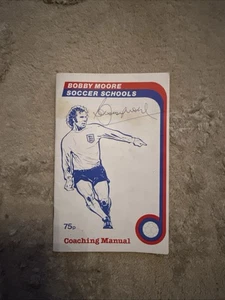 BOBBY MOORE
SOCCER SCHOOLS
75p
Coaching Manual